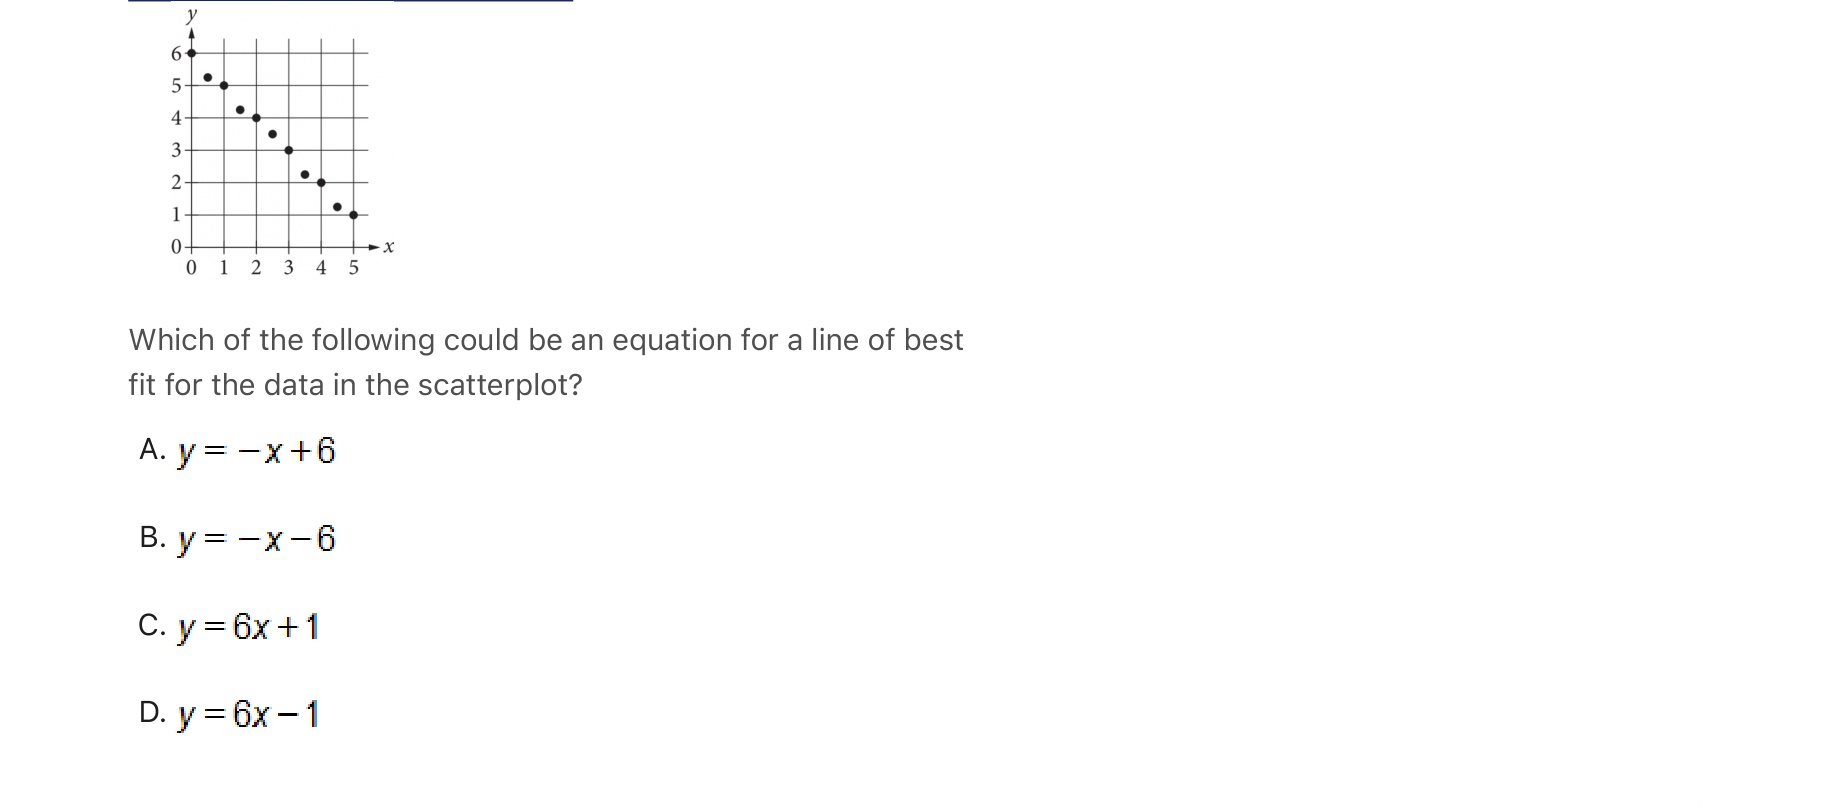 y
6
5
4
3
2
1
0
x
0 1 2 3 4 5
Which of the following could be an equation for a line of best
fit for the data in the scatterplot?
A. y = −x+6
B. y = −x−6
C. y = 6x+1
D. y = 6x−1